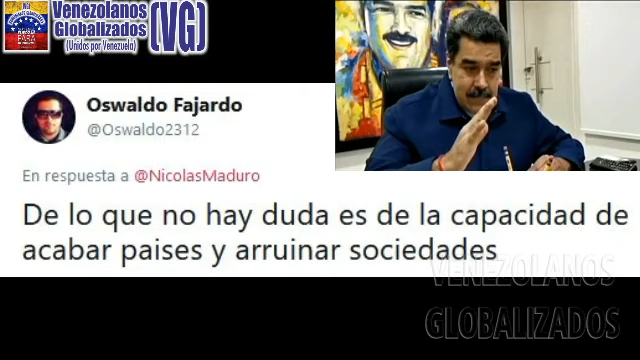 VENEZOLANOS
GLOBALIZADOS
(Unidos por Venezuela)
(VG)
Oswaldo Fajardo
@Oswaldo2312
En respuesta a @NicolasMaduro
De lo que no hay duda es de la capacidad de
acabar paises y arruinar sociedades
VENEZOLANOS
GLOBALIZADOS